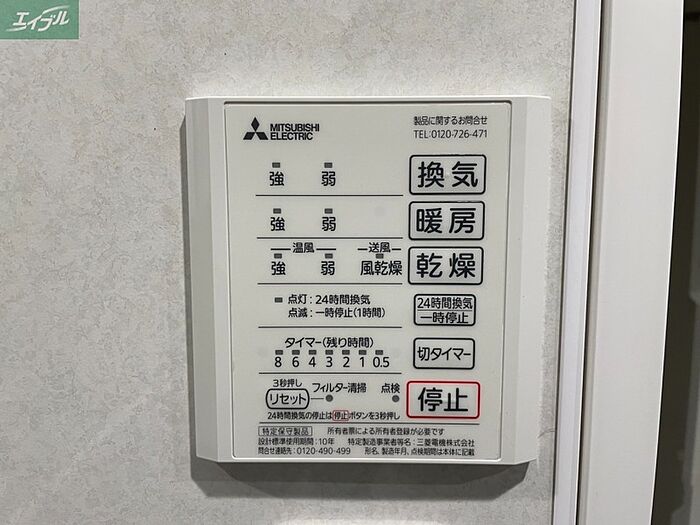 エイブル
MITSUBISHI
ELECTRIC
製品に関するお問合せ
TEL:0120-726-471
強 弱 換気
強 弱 暖房
温風 送風
強 弱 風乾燥 乾燥
点灯:24時間換気
点滅:一時停止(1時間)
24時間換気
一時停止
タイマー(残り時間)
8 6 4 3 2 1 0.5
切タイマー
3秒押し
リセット フィルター清掃 点検
停止
24時間換気の停止は停止ボタンを3秒押し
特定保守製品 所有者票による所有者登録が必要です
設計標準使用期間:10年 特定製造事業者等名:三菱電機株式会社
問合せ連絡先:0120-490-499 形名、製造年月、点検期間は本体に記載